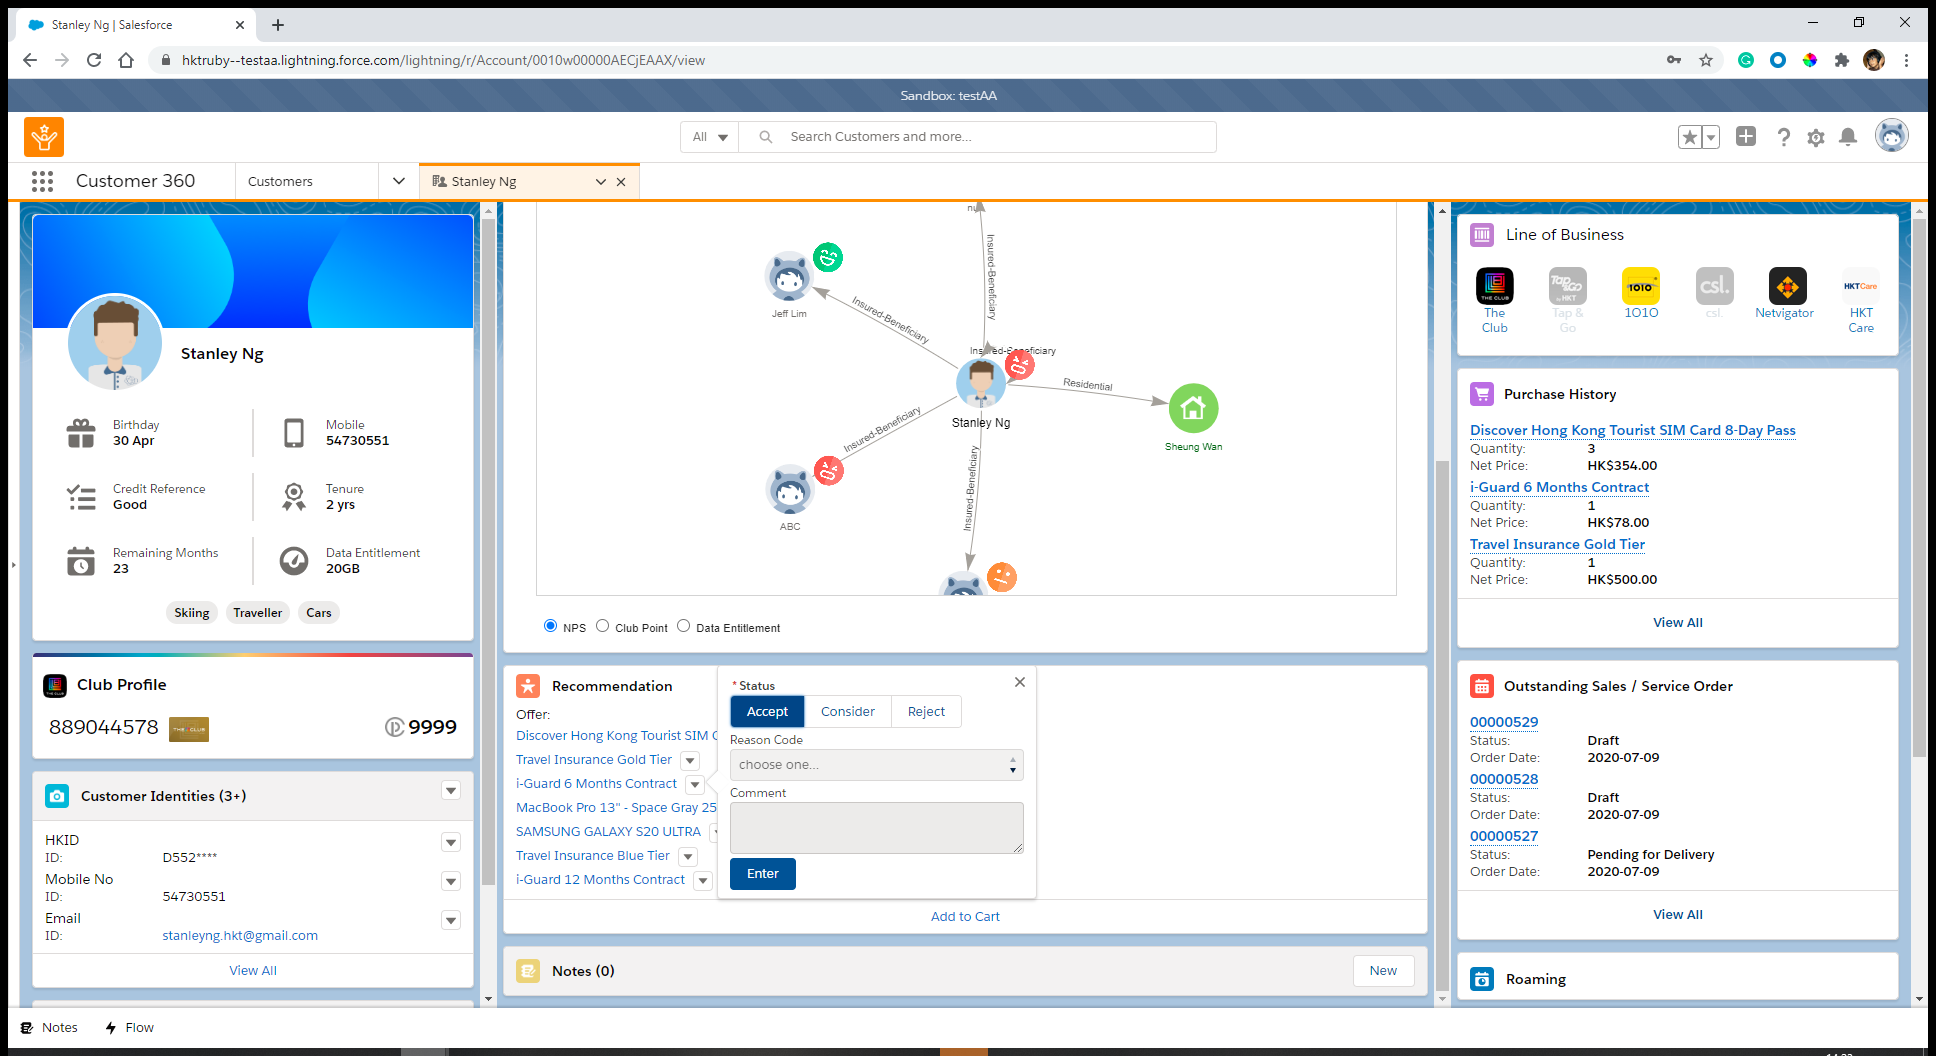 Stanley Ng | Salesforce
hktruby--testaa.lightning.force.com/lightning/r/Account/0010w00000AECjEAAX/view
Sandbox: testAA
All
Search Customers and more...
Customer 360
Customers
Stanley Ng
Stanley Ng
Birthday
30 Apr
Mobile
54730551
Credit Reference
Good
Tenure
2 yrs
Remaining Months
23
Data Entitlement
20GB
Skiing
Traveller
Cars
Club Profile
889044578
9999
Customer Identities (3+)
HKID
ID: D552****
Mobile No
ID: 54730551
Email
ID: stanleyng.hkt@gmail.com
View All
Insured-Beneficiary
Jeff Lim
Insured-Beneficiary
Insured-Beneficiary
Residential
Stanley Ng
Sheung Wan
Insured-Beneficiary
ABC
Insured-Beneficiary
NPS
Club Point
Data Entitlement
Recommendation
Offer:
Discover Hong Kong Tourist SIM
Travel Insurance Gold Tier
i-Guard 6 Months Contract
MacBook Pro 13" - Space Gray 25
SAMSUNG GALAXY S20 ULTRA
Travel Insurance Blue Tier
i-Guard 12 Months Contract
* Status
Accept
Consider
Reject
Reason Code
choose one...
Comment
Enter
Add to Cart
Notes (0)
New
Line of Business
THE CLUB
The Club
Tap&Go
by HKT
Tap & Go
1O1O
1O1O
csl.
csl.
Netvigator
HKTCare
HKT Care
Purchase History
Discover Hong Kong Tourist SIM Card 8-Day Pass
Quantity: 3
Net Price: HK$354.00
i-Guard 6 Months Contract
Quantity: 1
Net Price: HK$78.00
Travel Insurance Gold Tier
Quantity: 1
Net Price: HK$500.00
View All
Outstanding Sales / Service Order
00000529
Status: Draft
Order Date: 2020-07-09
00000528
Status: Draft
Order Date: 2020-07-09
00000527
Status: Pending for Delivery
Order Date: 2020-07-09
View All
Roaming
Notes
Flow